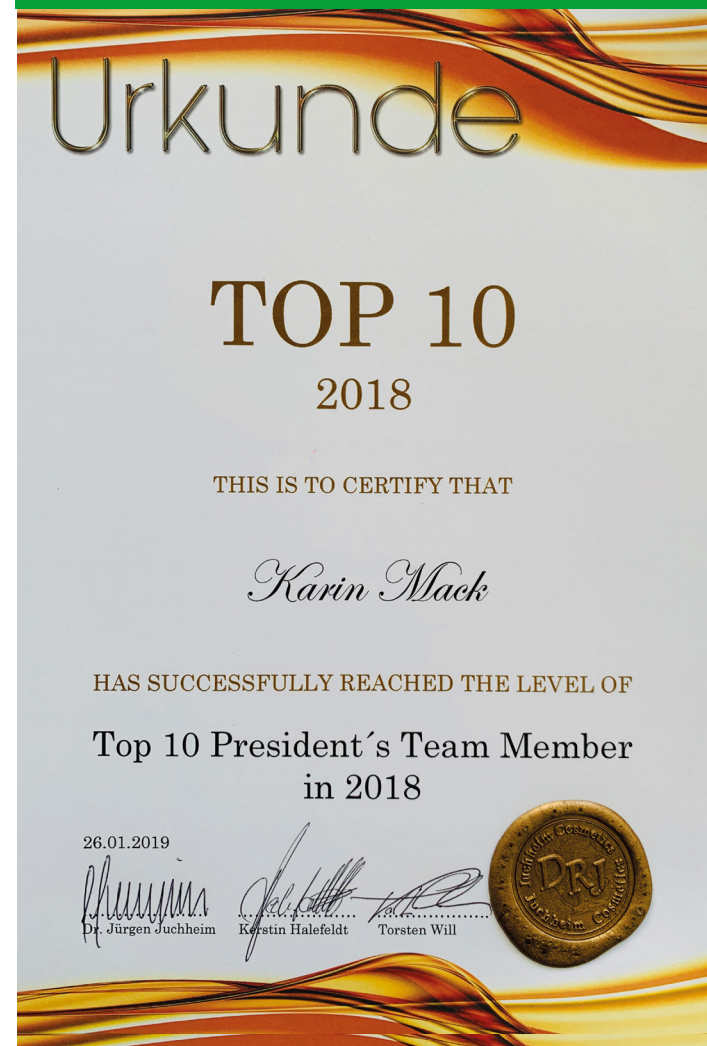 Urkunde
TOP 10
2018
THIS IS TO CERTIFY THAT
Karin Mack
HAS SUCCESSFULLY REACHED THE LEVEL OF
Top 10 President´s Team Member
in 2018
26.01.2019
Dr. Jürgen Juchheim
Kerstin Halefeldt
Torsten Will
Juchheim Cosmetics
DRJ
Juchheim Cosmetics